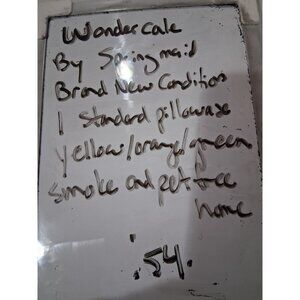 Wondercale
By Springmaid
Brand New Condition
1 standard pillowcase
yellow/orange/green
smoke and pet free
home
.54.